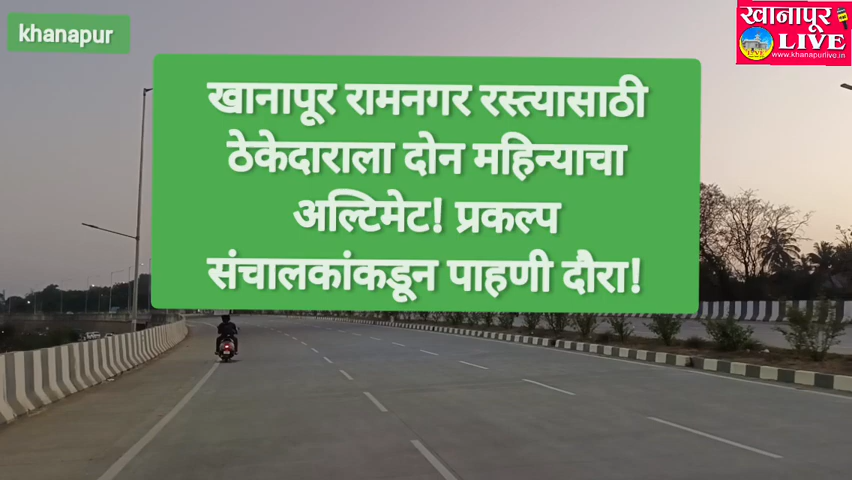 khanapur
खानापूर
LIVE
www.khanapurlive.in
खानापूर रामनगर रस्त्यासाठी
ठेकेदाराला दोन महिन्याचा
अल्टिमेट! प्रकल्प
संचालकांकडून पाहणी दौरा!